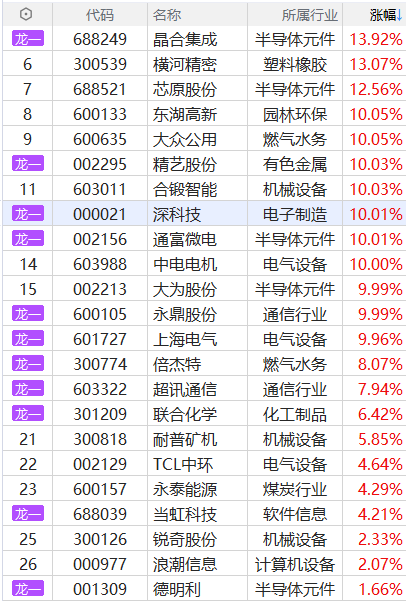 代码 名称 所属行业 涨幅↓
龙一 688249 晶合集成 半导体元件 13.92%
6 300539 横河精密 塑料橡胶 13.07%
7 688521 芯原股份 半导体元件 12.56%
8 600133 东湖高新 园林环保 10.05%
9 600635 大众公用 燃气水务 10.05%
龙一 002295 精艺股份 有色金属 10.03%
11 603011 合锻智能 机械设备 10.03%
龙一 000021 深科技 电子制造 10.01%
龙一 002156 通富微电 半导体元件 10.01%
14 603988 中电电机 电气设备 10.00%
15 002213 大为股份 半导体元件 9.99%
龙一 600105 永鼎股份 通信行业 9.99%
龙一 601727 上海电气 电气设备 9.96%
龙一 300774 倍杰特 燃气水务 8.07%
龙一 603322 超讯通信 通信行业 7.94%
龙一 301209 联合化学 化工制品 6.42%
21 300818 耐普矿机 机械设备 5.85%
22 002129 TCL中环 电气设备 4.64%
23 600157 永泰能源 煤炭行业 4.29%
龙一 688039 当虹科技 软件信息 4.21%
25 300126 锐奇股份 机械设备 2.33%
26 000977 浪潮信息 计算机设备 2.07%
龙一 001309 德明利 半导体元件 1.66%